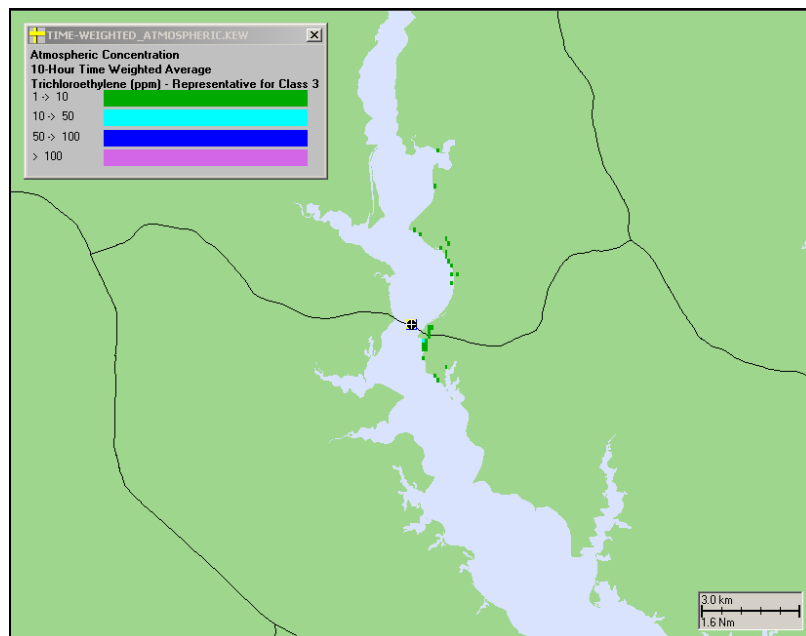 TIME-WEIGHTED_ATMOSPHERIC.KEW
Atmospheric Concentration
10-Hour Time Weighted Average
Trichloroethylene (ppm) - Representative for Class 3
1 -> 10
10 -> 50
50 -> 100
> 100
3.0 km
1.6 Nm